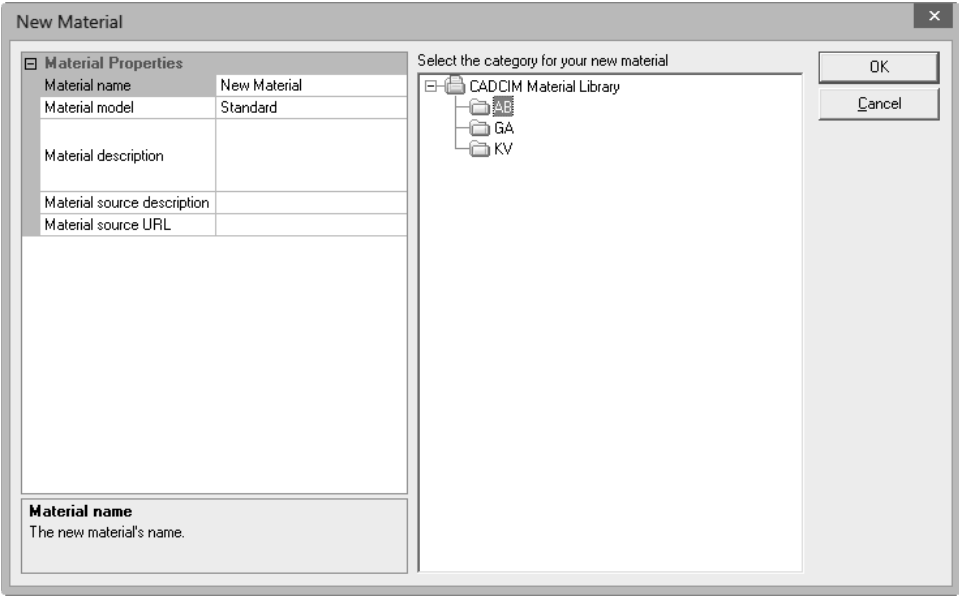 New Material
Material Properties
Material name New Material
Material model Standard
Material description
Material source description
Material source URL
Material name
The new material's name.
Select the category for your new material
CADCIM Material Library
AB
GA
KV
OK
Cancel